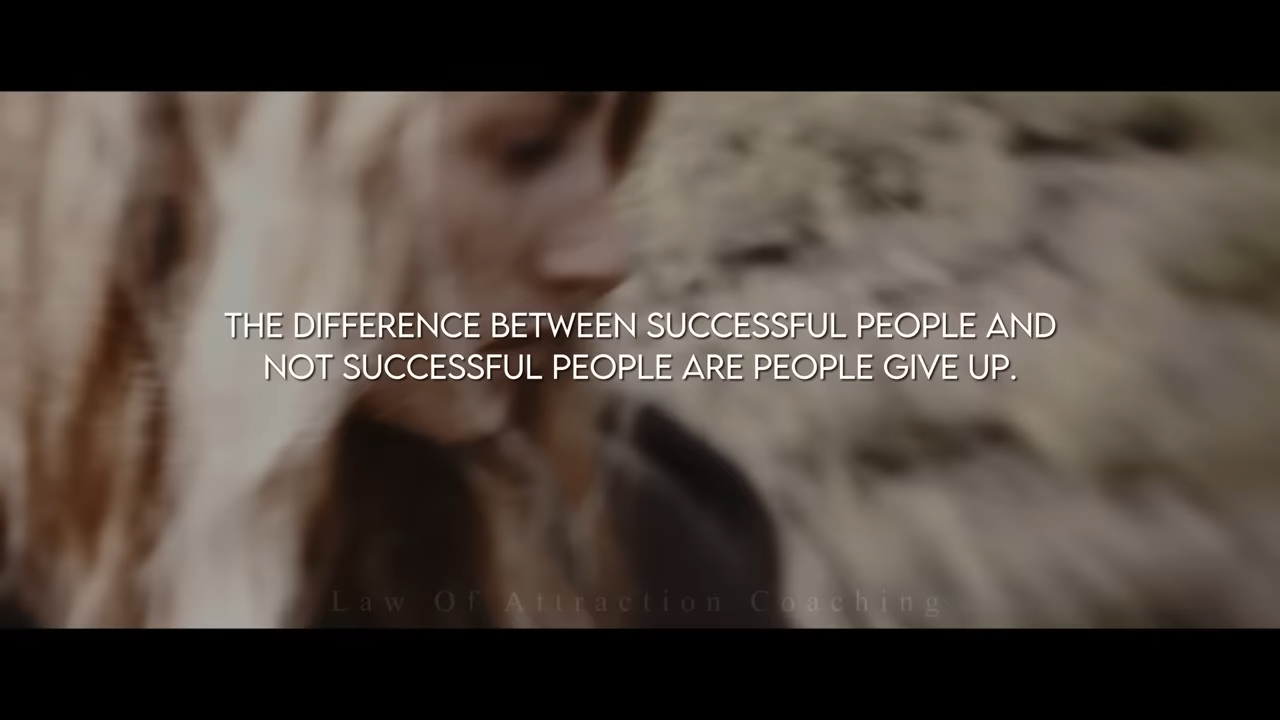 THE DIFFERENCE BETWEEN SUCCESSFUL PEOPLE AND
NOT SUCCESSFUL PEOPLE ARE PEOPLE GIVE UP.
Law Of Attraction Coaching